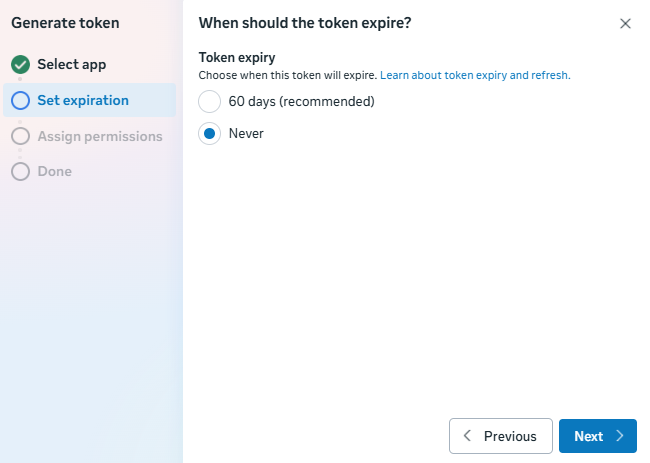 Generate token
Select app
Set expiration
Assign permissions
Done
When should the token expire?
Token expiry
Choose when this token will expire. Learn about token expiry and refresh.
60 days (recommended)
Never
Previous
Next